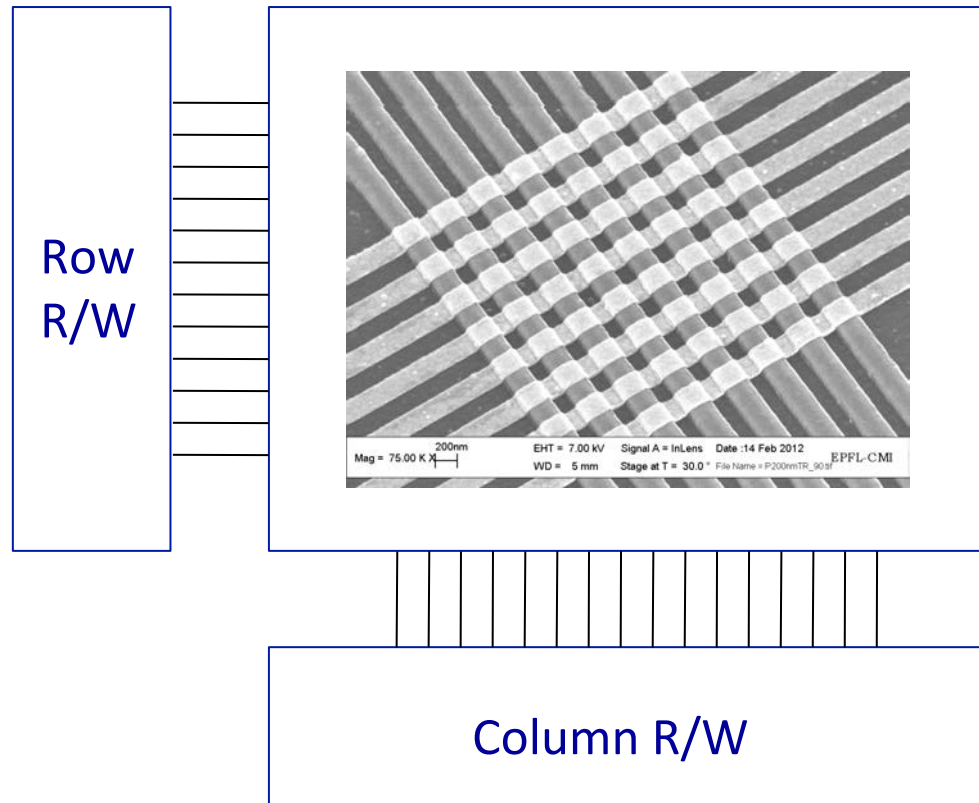 Row
R/W
200nm
Mag = 75.00 K X
EHT = 7.00 kV Signal A = InLens Date :14 Feb 2012
WD = 5 mm Stage at T = 30.0 ° File Name = P200nmTR_90.tif
EPFL-CMI
Column R/W